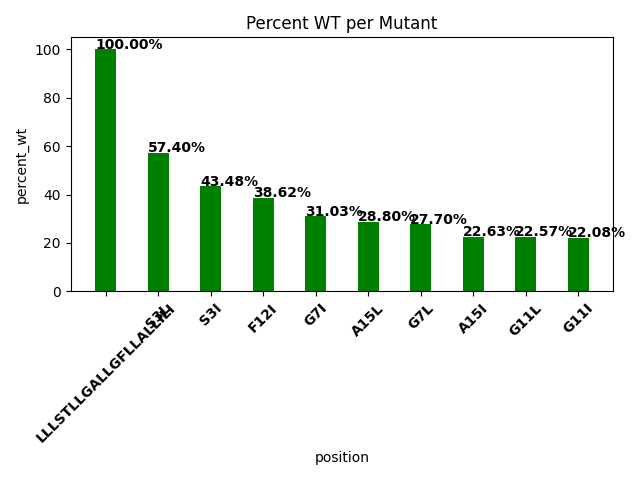 Percent WT per Mutant
percent_wt
100
80
60
40
20
0
100.00%
57.40%
43.48%
38.62%
31.03%
28.80%
27.70%
22.63%
22.57%
22.08%
S3L
S3I
F12I
G7I
A15L
G7L
A15I
G11L
G11I
position